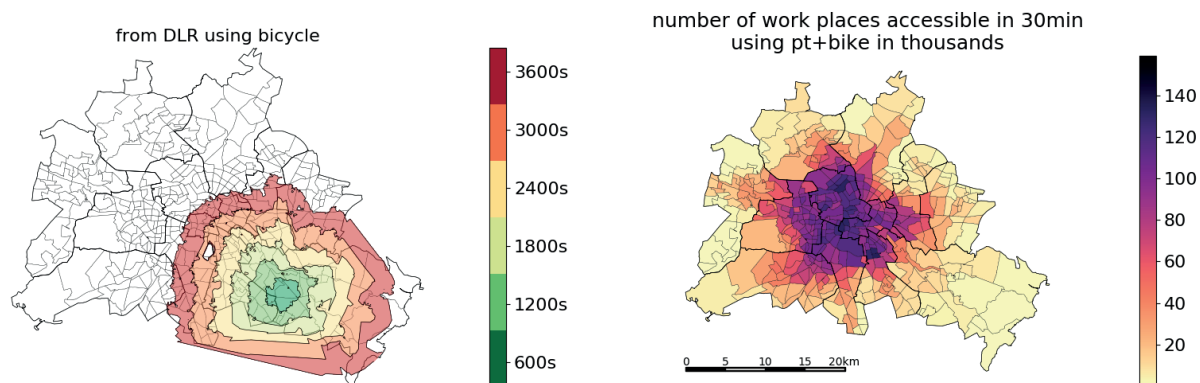 from DLR using bicycle
3600s
3000s
2400s
1800s
1200s
600s
number of work places accessible in 30min
using pt+bike in thousands
140
120
100
80
60
40
20
0 5 10 15 20km